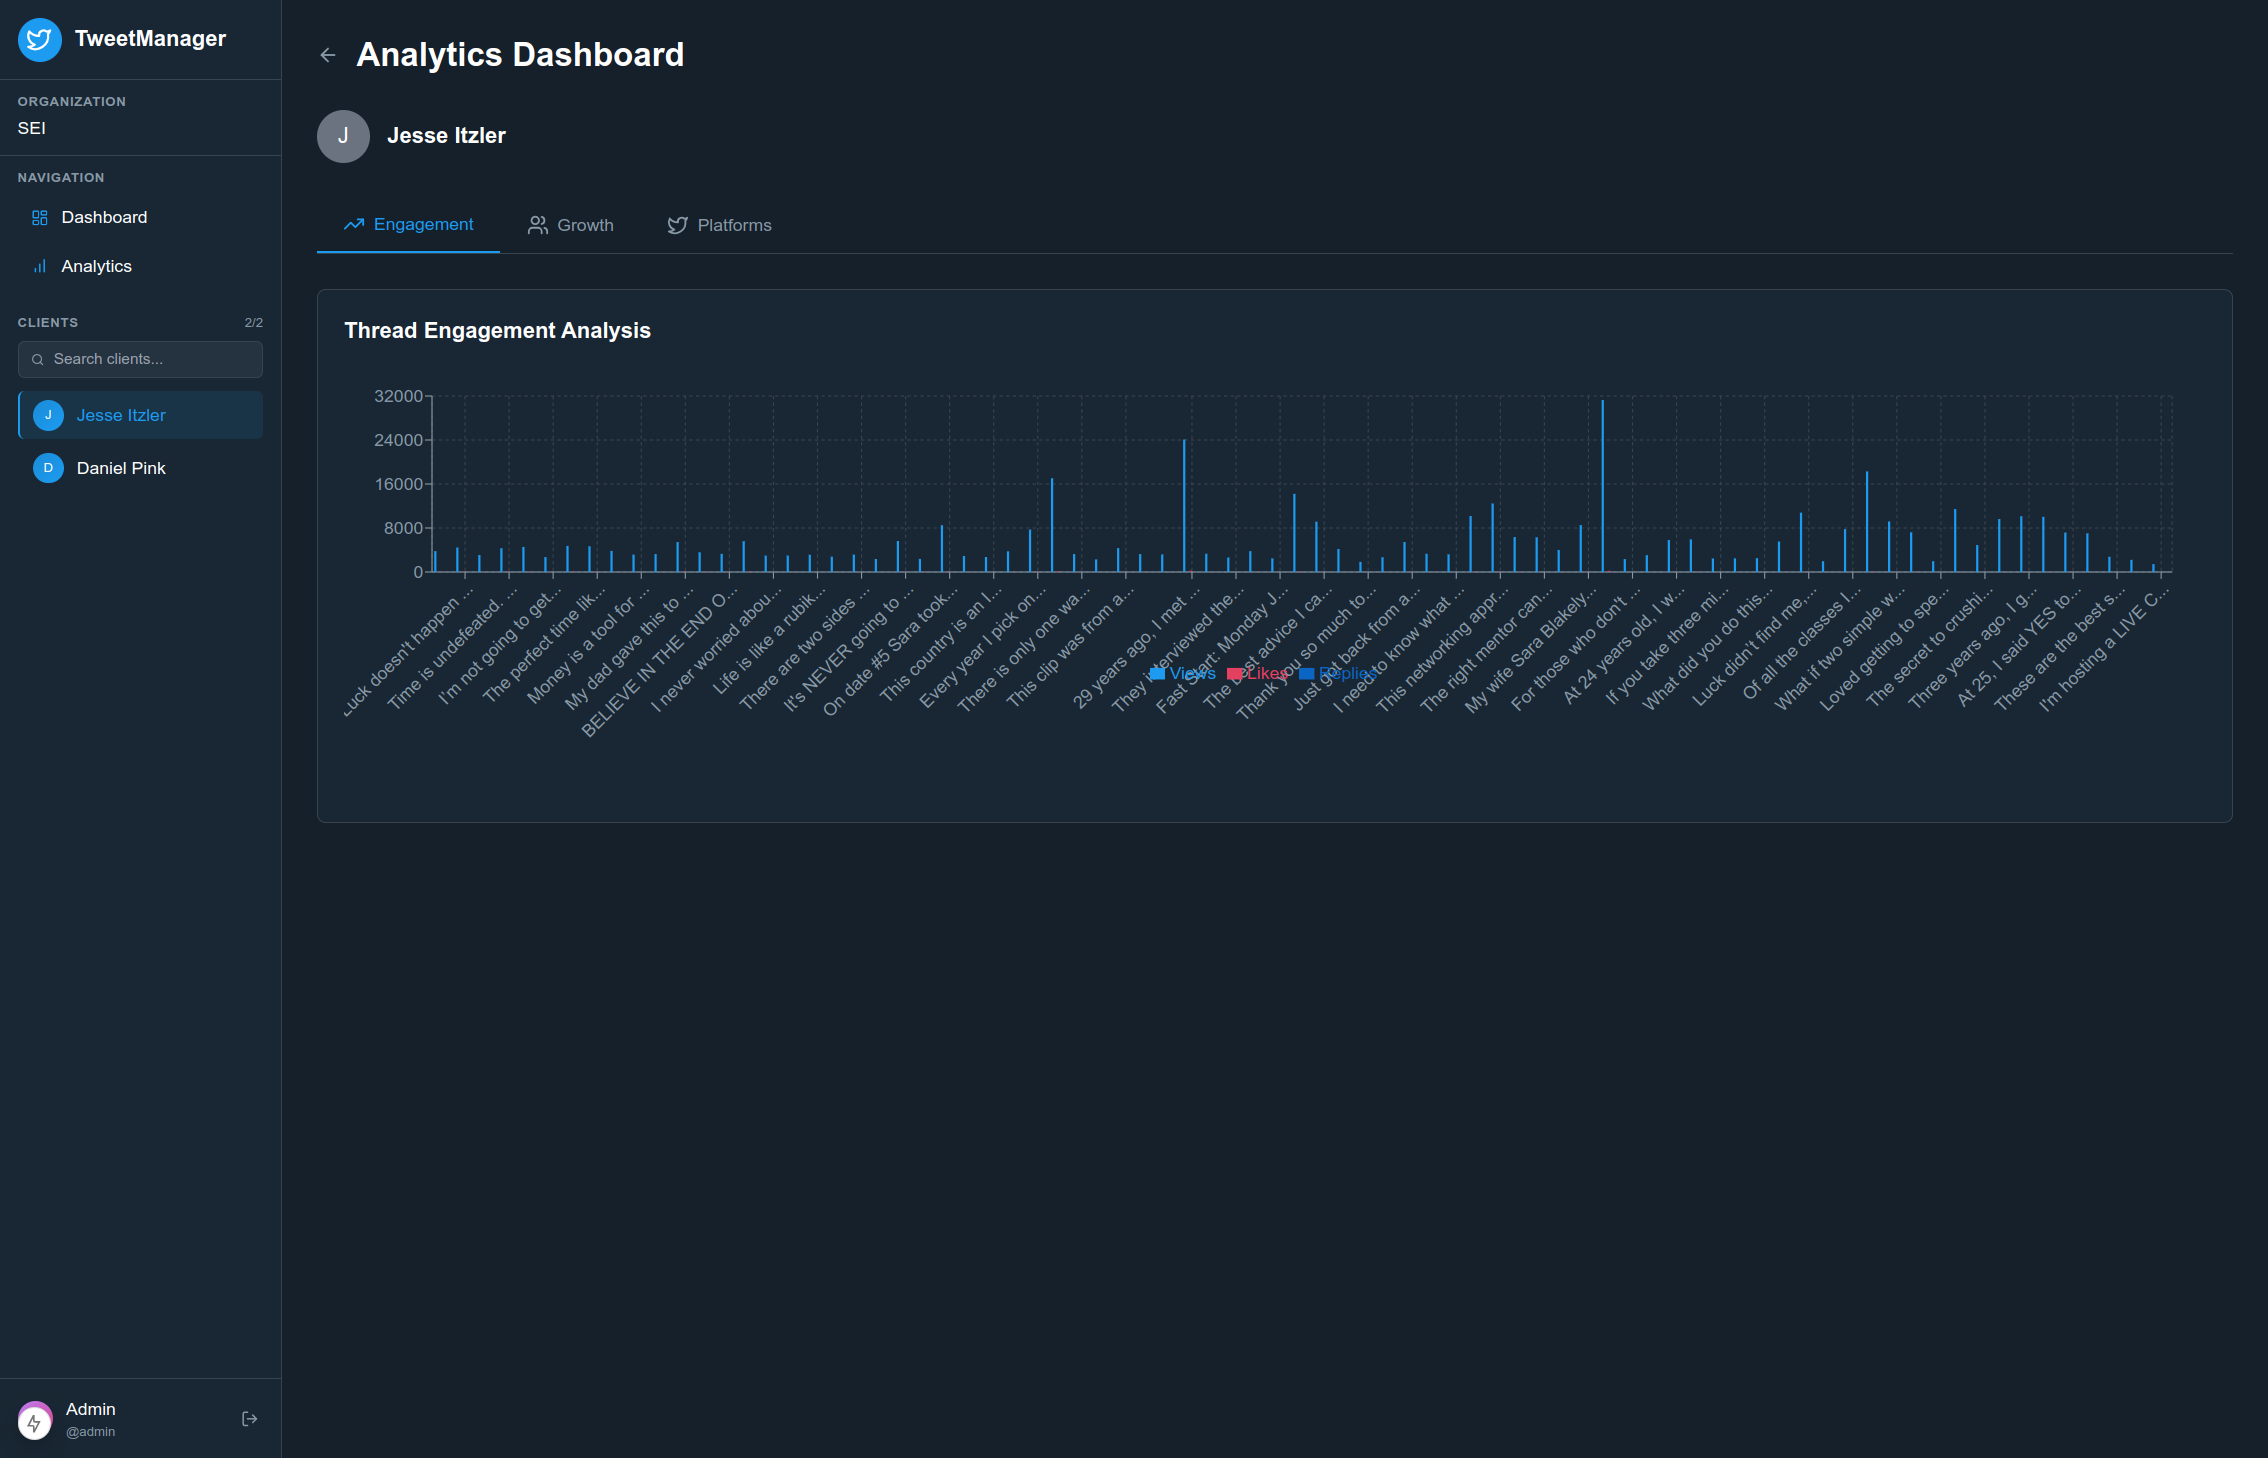 TweetManager
ORGANIZATION
SEI
NAVIGATION
Dashboard
Analytics
CLIENTS 2/2
Search clients...
J Jesse Itzler
D Daniel Pink
Admin
@admin
Analytics Dashboard
J Jesse Itzler
Engagement Growth Platforms
Thread Engagement Analysis
32000
24000
16000
8000
0
Luck doesn't happen ...
Time is undefeated. ...
I'm not going to get...
The perfect time lik...
Money is a tool for ...
My dad gave this to ...
BELIEVE IN THE END O...
I never worried abou...
Life is like a rubik...
There are two sides ...
It's NEVER going to ...
On date #5 Sara took...
This country is an I...
Every year I pick on...
There is only one wa...
This clip was from a...
29 years ago, I met ...
They interviewed the...
Fast Start: Monday J...
The best advice I ca...
Thank you so much to...
Just got back from a...
I need to know what ...
This networking appr...
The right mentor can...
My wife Sara Blakely...
For those who don't ...
At 24 years old, I w...
If you take three mi...
What did you do this...
Luck didn't find me,...
Of all the classes I...
What if two simple w...
Loved getting to spe...
The secret to crushi...
Three years ago, I g...
At 25, I said YES to...
These are the best s...
I'm hosting a LIVE C...
Views Likes Replies